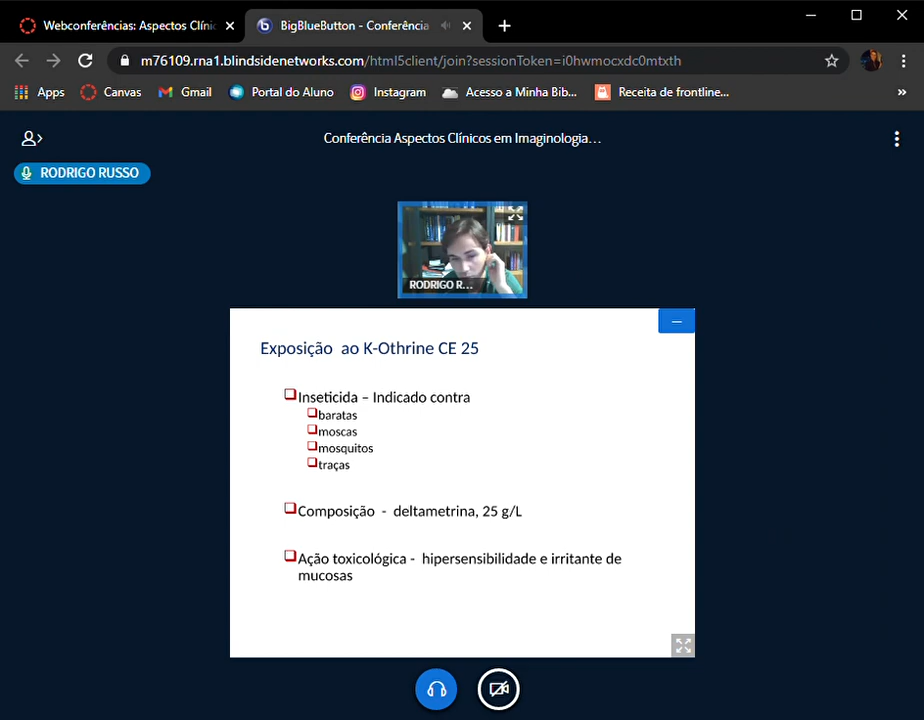 Webconferências: Aspectos Clíni
BigBlueButton - Conferência
m76109.rna1.blindsidenetworks.com/html5client/join?sessionToken=i0hwmocxdc0mtxth
Apps Canvas Gmail Portal do Aluno Instagram Acesso a Minha Bib... Receita de frontline... »
Conferência Aspectos Clínicos em Imaginologia...
RODRIGO RUSSO
RODRIGO R...
Exposição ao K-Othrine CE 25
Inseticida – Indicado contra
baratas
moscas
mosquitos
traças
Composição - deltametrina, 25 g/L
Ação toxicológica - hipersensibilidade e irritante de
mucosas